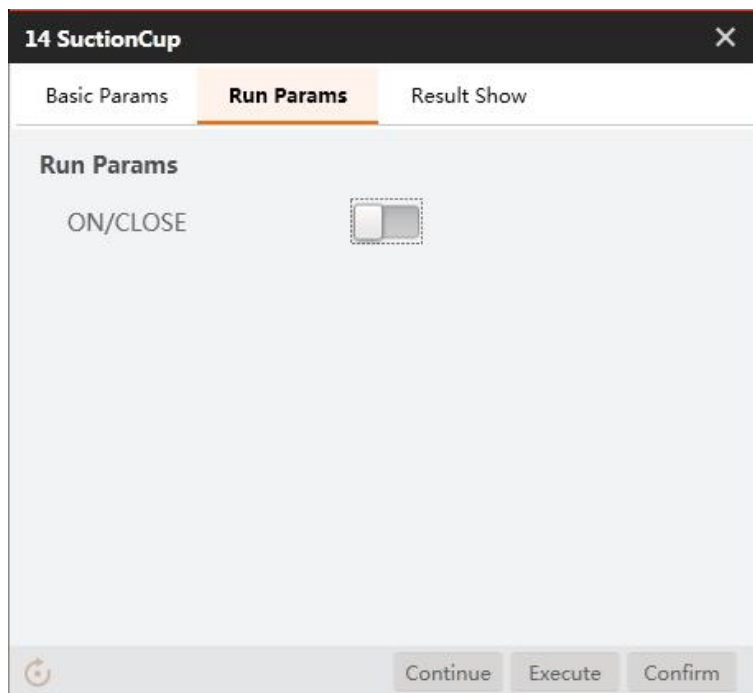 14 SuctionCup
Basic Params Run Params Result Show
Run Params
ON/CLOSE
Continue Execute Confirm